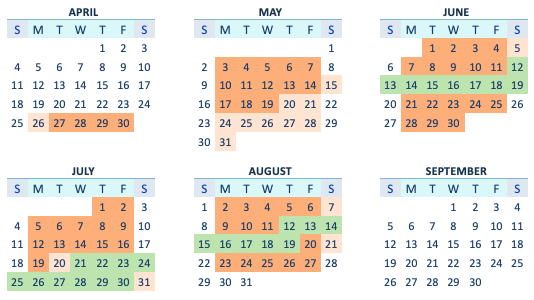 APRIL MAY JUNE
S M T W T F S S M T W T F S S M T W T F S
1 2 3 1 1 2 3 4 5
4 5 6 7 8 9 10 2 3 4 5 6 7 8 6 7 8 9 10 11 12
11 12 13 14 15 16 17 9 10 11 12 13 14 15 13 14 15 16 17 18 19
18 19 20 21 22 23 24 16 17 18 19 20 21 22 20 21 22 23 24 25 26
25 26 27 28 29 30 23 24 25 26 27 28 29 27 28 29 30
30 31
JULY AUGUST SEPTEMBER
S M T W T F S S M T W T F S S M T W T F S
1 2 3 1 2 3 4 5 6 7 1 2 3 4
4 5 6 7 8 9 10 8 9 10 11 12 13 14 5 6 7 8 9 10 11
11 12 13 14 15 16 17 15 16 17 18 19 20 21 12 13 14 15 16 17 18
18 19 20 21 22 23 24 22 23 24 25 26 27 28 19 20 21 22 23 24 25
25 26 27 28 29 30 31 29 30 31 26 27 28 29 30